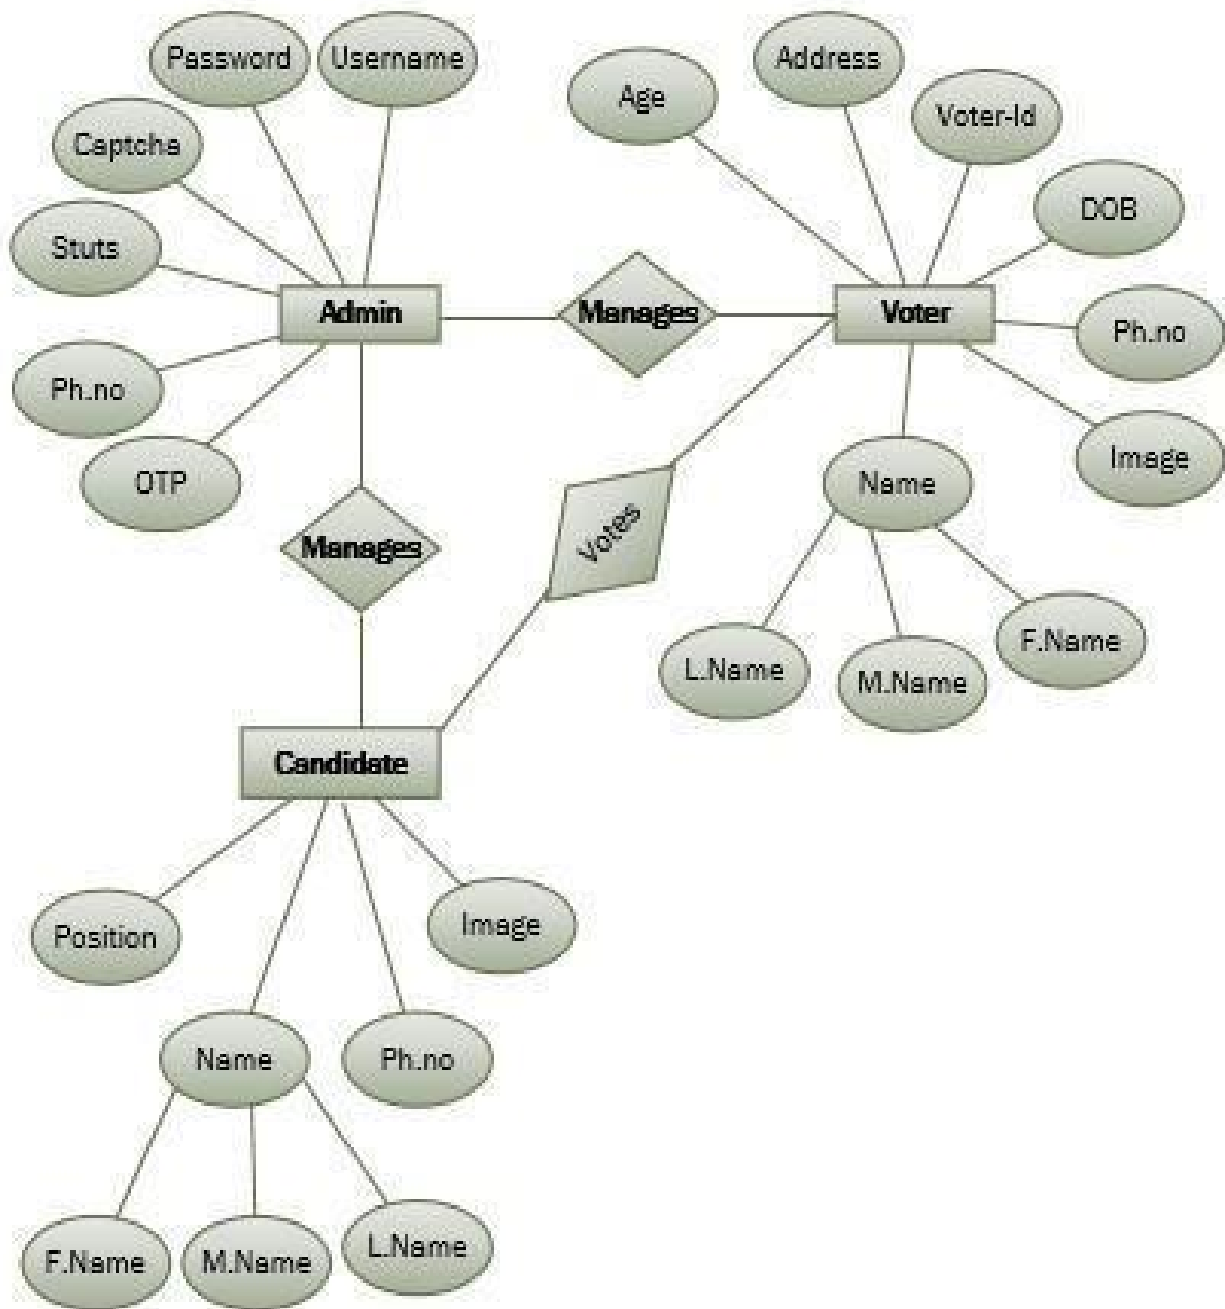 Password
Username
Address
Age
Voter-Id
Captcha
DOB
Stuts
Admin
Manages
Voter
Ph.no
Ph.no
Image
OTP
Name
Manages
Votes
F.Name
L.Name
M.Name
Candidate
Position
Image
Name
Ph.no
F.Name
M.Name
L.Name